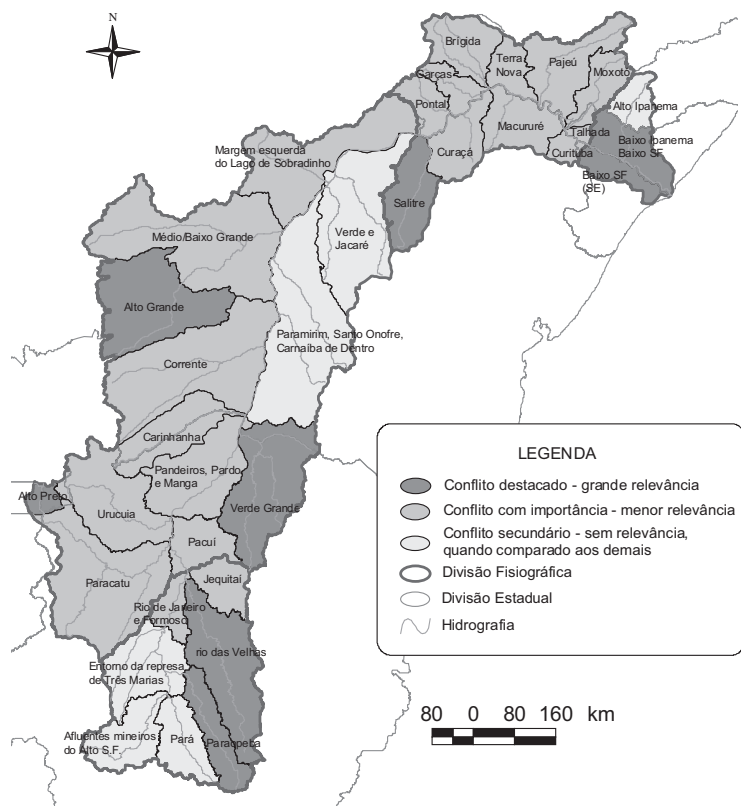 N
Brígida
Terra
Nova
Pajeú
Moxotó
Garças
Pontal
Alto Ipanema
Macururé
Talhada
Baixo Ipanema
Baixo SF
Curaçá
Curituba
Baixo SF
(SE)
Margem esquerda
do Lago de Sobradinho
Salitre
Verde e
Jacaré
Médio/Baixo Grande
Alto Grande
Paramirim, Santo Onofre,
Carnaíba de Dentro
Corrente
Carinhanha
Pandeiros, Pardo
e Manga
Alto Preto
Urucuia
Verde Grande
Pacuí
Paracatu
Jequitaí
Rio de Janeiro
e Formoso
rio das Velhas
Entorno da represa
de Três Marias
Afluentes mineiros
do Alto S.F.
Pará
Paraopeba
LEGENDA
Conflito destacado - grande relevância
Conflito com importância - menor relevância
Conflito secundário - sem relevância,
quando comparado aos demais
Divisão Fisiográfica
Divisão Estadual
Hidrografia
80 0 80 160 km